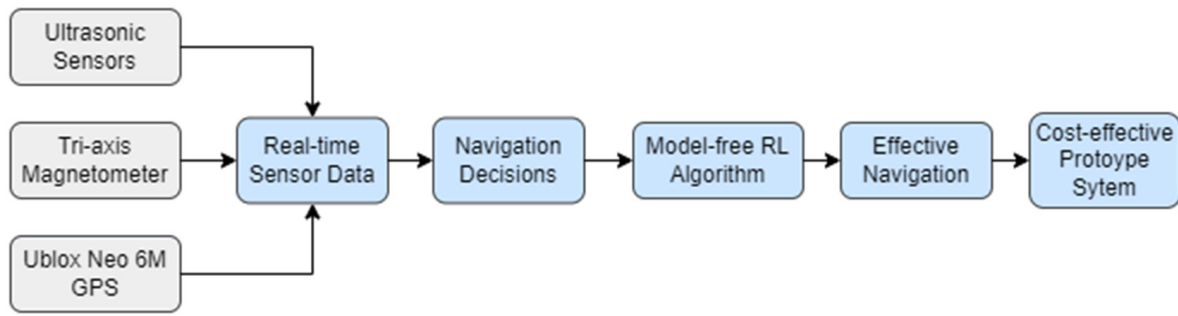 Ultrasonic
Sensors
Tri-axis
Magnetometer
Ublox Neo 6M
GPS
Real-time
Sensor Data
Navigation
Decisions
Model-free RL
Algorithm
Effective
Navigation
Cost-effective
Protoype
Sytem